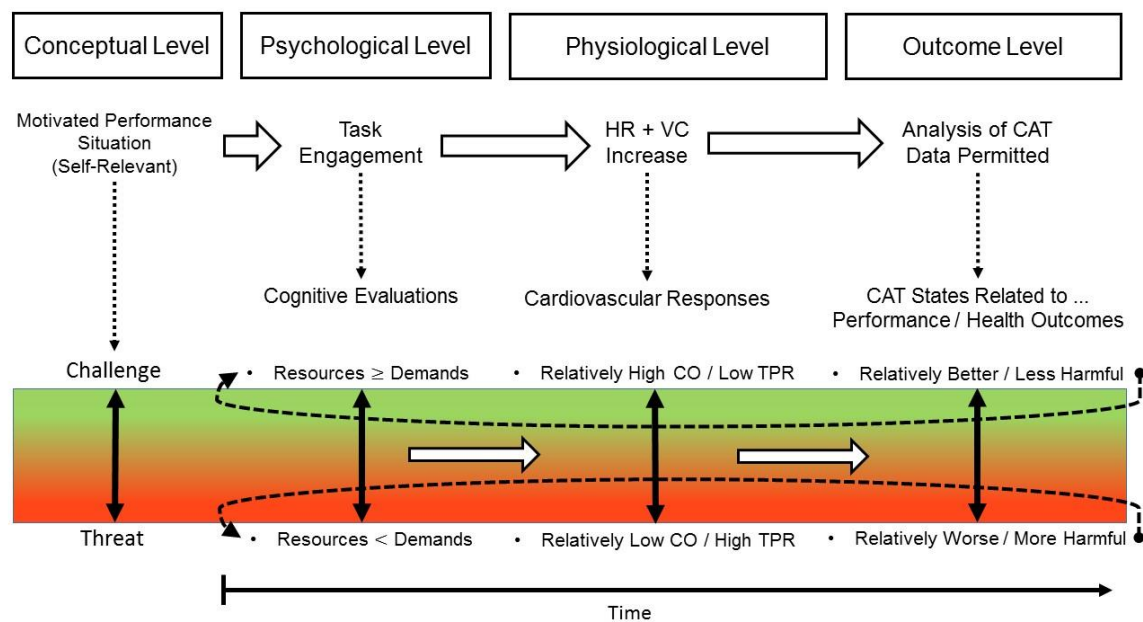 Conceptual Level
Psychological Level
Physiological Level
Outcome Level
Motivated Performance
Situation
(Self-Relevant)
Task
Engagement
HR + VC
Increase
Analysis of CAT
Data Permitted
Cognitive Evaluations
Cardiovascular Responses
CAT States Related to ...
Performance / Health Outcomes
Challenge
• Resources ≥ Demands
• Relatively High CO / Low TPR
• Relatively Better / Less Harmful
Threat
• Resources < Demands
• Relatively Low CO / High TPR
• Relatively Worse / More Harmful
Time